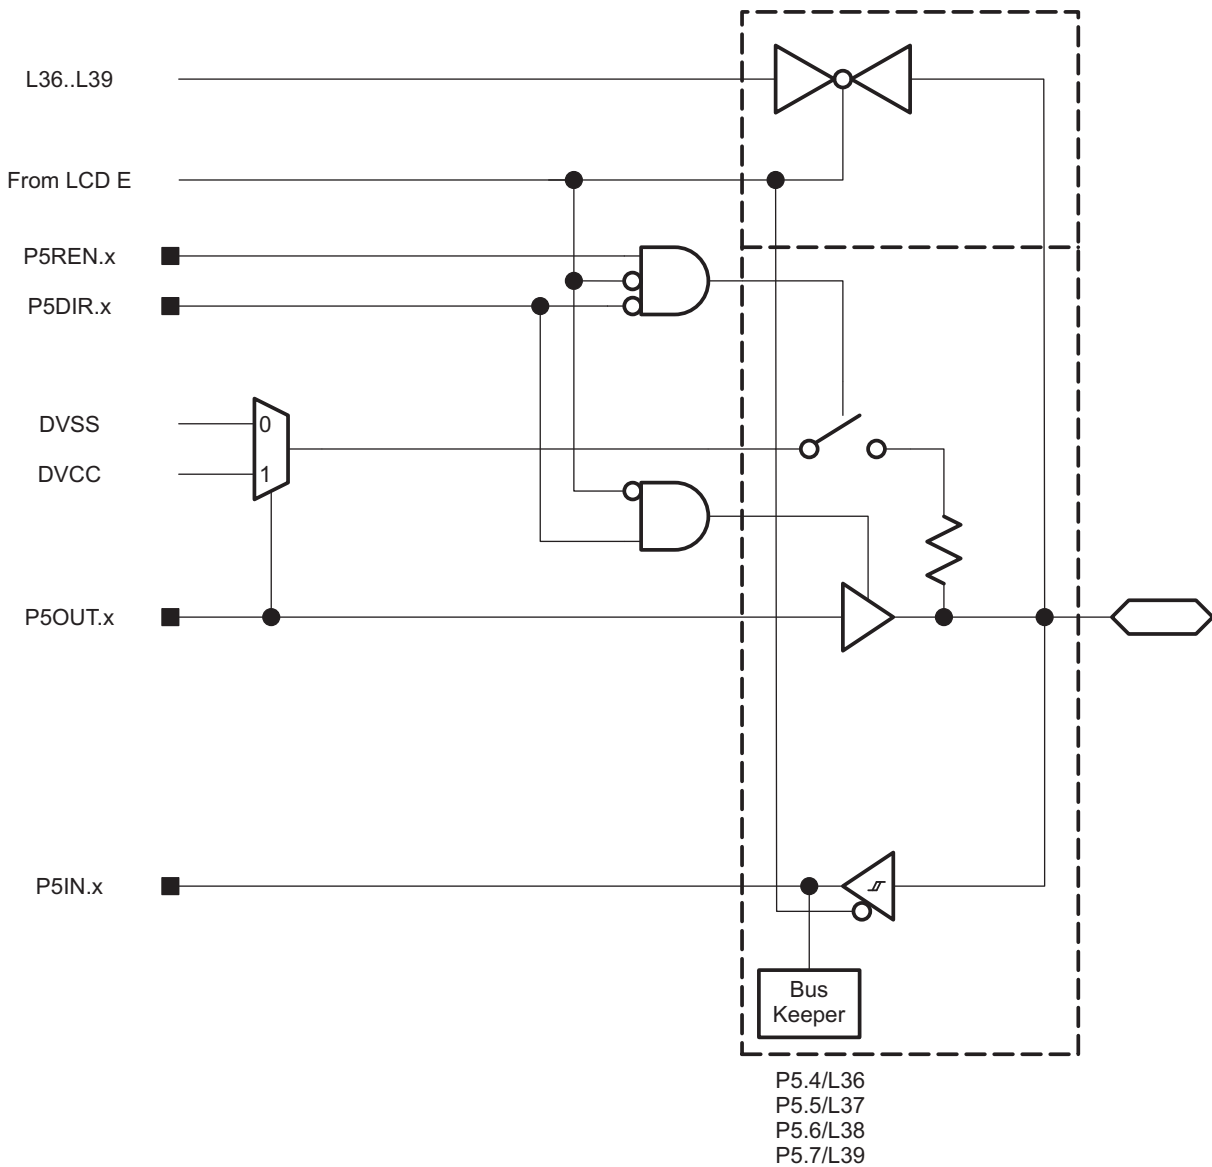 L36..L39
From LCD E
P5REN.x
P5DIR.x
DVSS
0
DVCC
1
P5OUT.x
P5IN.x
Bus
Keeper
P5.4/L36
P5.5/L37
P5.6/L38
P5.7/L39